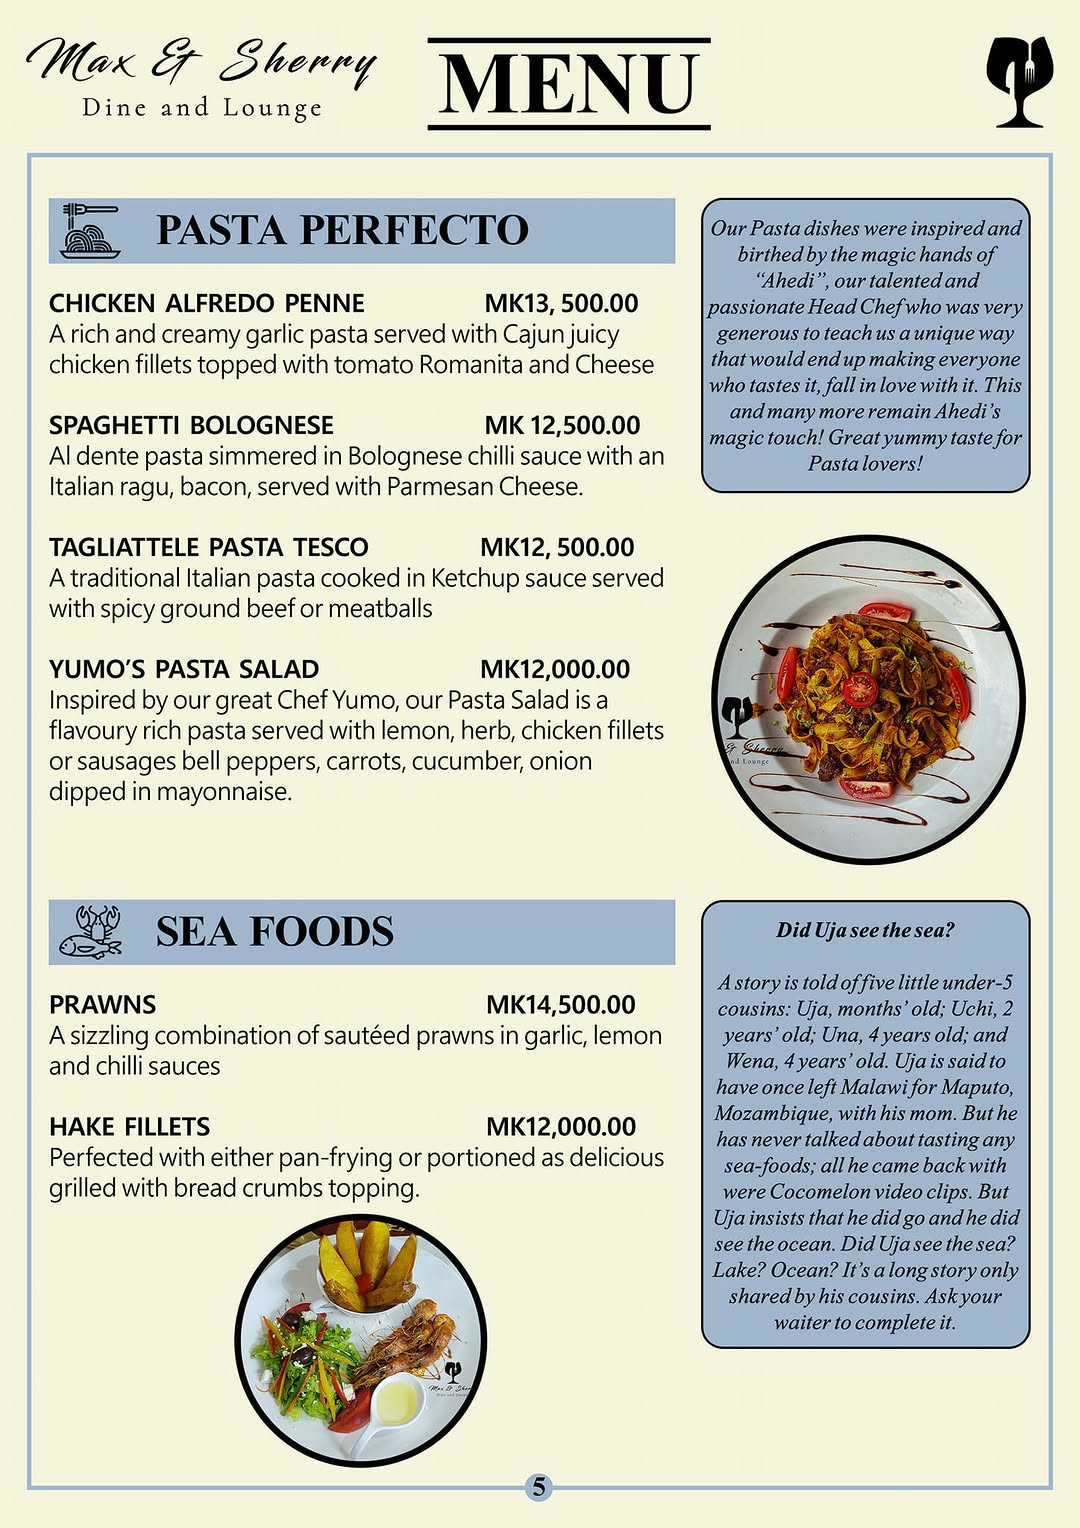 Max & Sherry
Dine and Lounge
MENU
PASTA PERFECTO
CHICKEN ALFREDO PENNE MK13, 500.00
A rich and creamy garlic pasta served with Cajun juicy
chicken fillets topped with tomato Romanita and Cheese
SPAGHETTI BOLOGNESE MK 12,500.00
Al dente pasta simmered in Bolognese chilli sauce with an
Italian ragu, bacon, served with Parmesan Cheese.
TAGLIATTELE PASTA TESCO MK12, 500.00
A traditional Italian pasta cooked in Ketchup sauce served
with spicy ground beef or meatballs
YUMO'S PASTA SALAD MK12,000.00
Inspired by our great Chef Yumo, our Pasta Salad is a
flavoury rich pasta served with lemon, herb, chicken fillets
or sausages bell peppers, carrots, cucumber, onion
dipped in mayonnaise.
Our Pasta dishes were inspired and
birthed by the magic hands of
“Ahedi”, our talented and
passionate Head Chef who was very
generous to teach us a unique way
that would end up making everyone
who tastes it, fall in love with it. This
and many more remain Ahedi's
magic touch! Great yummy taste for
Pasta lovers!
& Sherry
nd Lounge
SEA FOODS
PRAWNS MK14,500.00
A sizzling combination of sautéed prawns in garlic, lemon
and chilli sauces
HAKE FILLETS MK12,000.00
Perfected with either pan-frying or portioned as delicious
grilled with bread crumbs topping.
Max & Sher
Dine and Loun
Did Uja see the sea?
A story is told of five little under-5
cousins: Uja, months' old; Uchi, 2
years' old; Una, 4 years old; and
Wena, 4 years' old. Uja is said to
have once left Malawi for Maputo,
Mozambique, with his mom. But he
has never talked about tasting any
sea-foods; all he came back with
were Cocomelon video clips. But
Uja insists that he did go and he did
see the ocean. Did Uja see the sea?
Lake? Ocean? It's a long story only
shared by his cousins. Ask your
waiter to complete it.
5